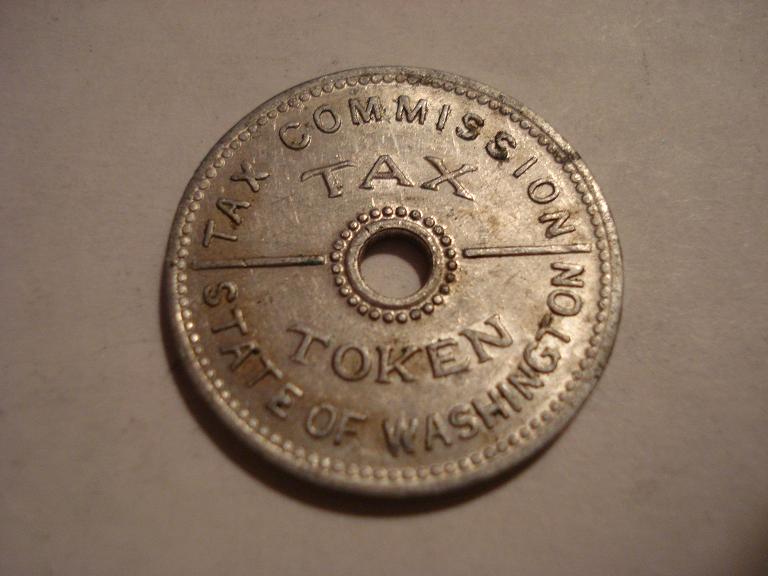 TAX COMMISSION
TAX
TOKEN
STATE OF WASHINGTON